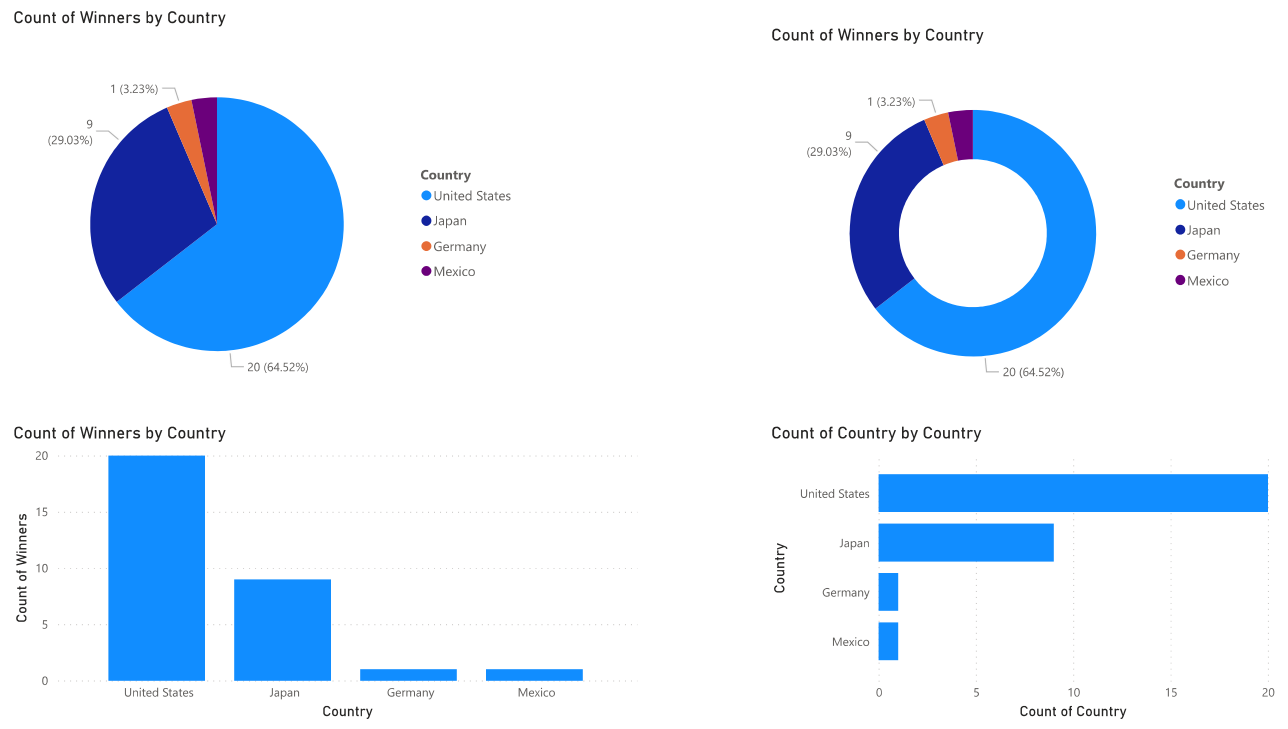 Count of Winners by Country
1 (3.23%)
9
(29.03%)
20 (64.52%)
Country
United States
Japan
Germany
Mexico
Count of Winners by Country
1 (3.23%)
9
(29.03%)
20 (64.52%)
Country
United States
Japan
Germany
Mexico
Count of Winners by Country
Count of Winners
20
15
10
5
0
United States
Japan
Germany
Mexico
Country
Count of Country by Country
Country
United States
Japan
Germany
Mexico
0
5
10
15
20
Count of Country